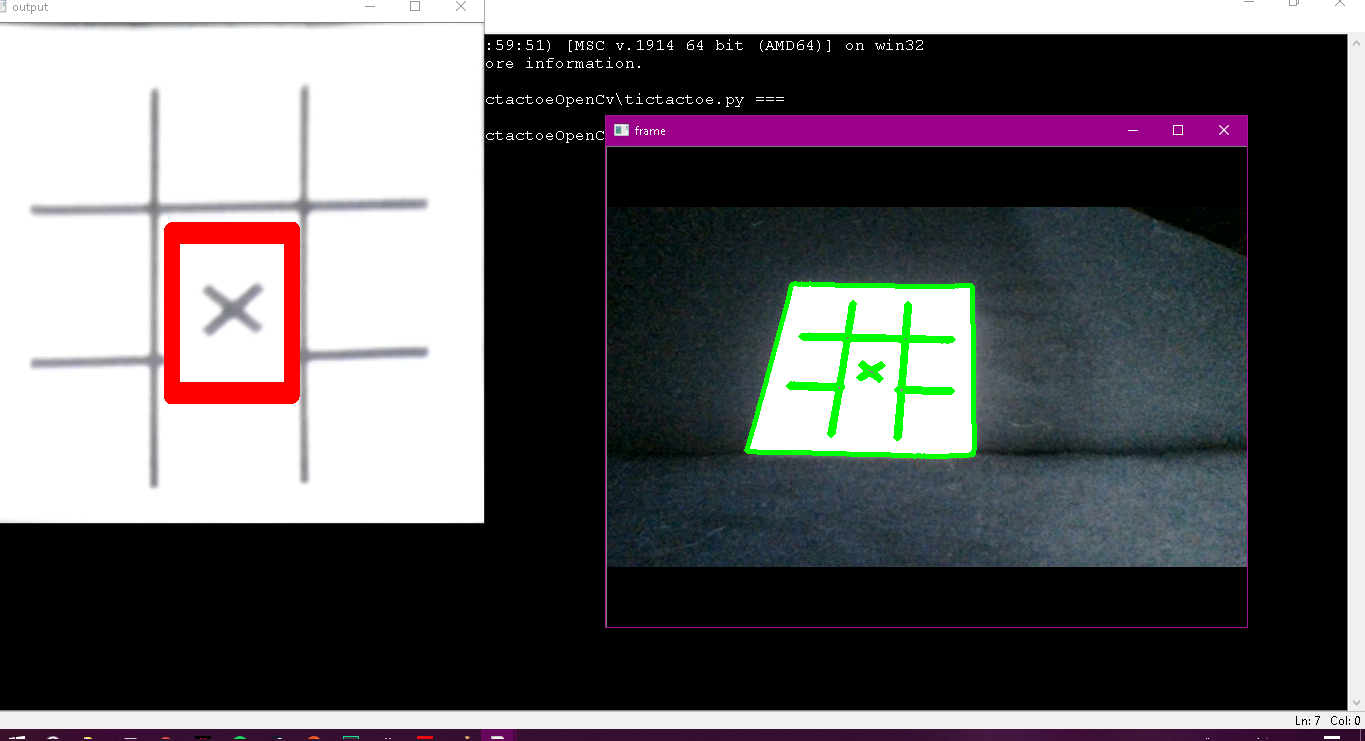 output
:59:51) [MSC v.1914 64 bit (AMD64)] on win32
ore information.
ctactoeOpenCv\tictactoe.py ===
ctactoeOpenC
frame
Ln: 7 Col: 0